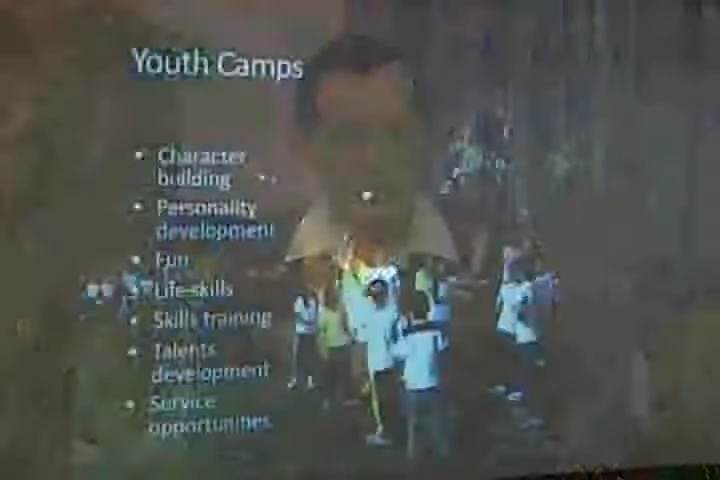 Youth Camps
• Character
building
• Personality
development
• Fun
• Life-skills
• Skills training
• Talents
development
• Service
opportunities